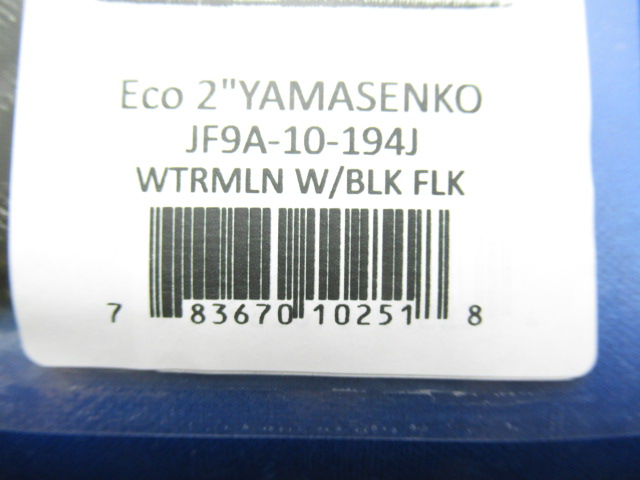 Eco 2"YAMASENKO
JF9A-10-194J
WTRMLN W/BLK FLK
7 83670 10251 8